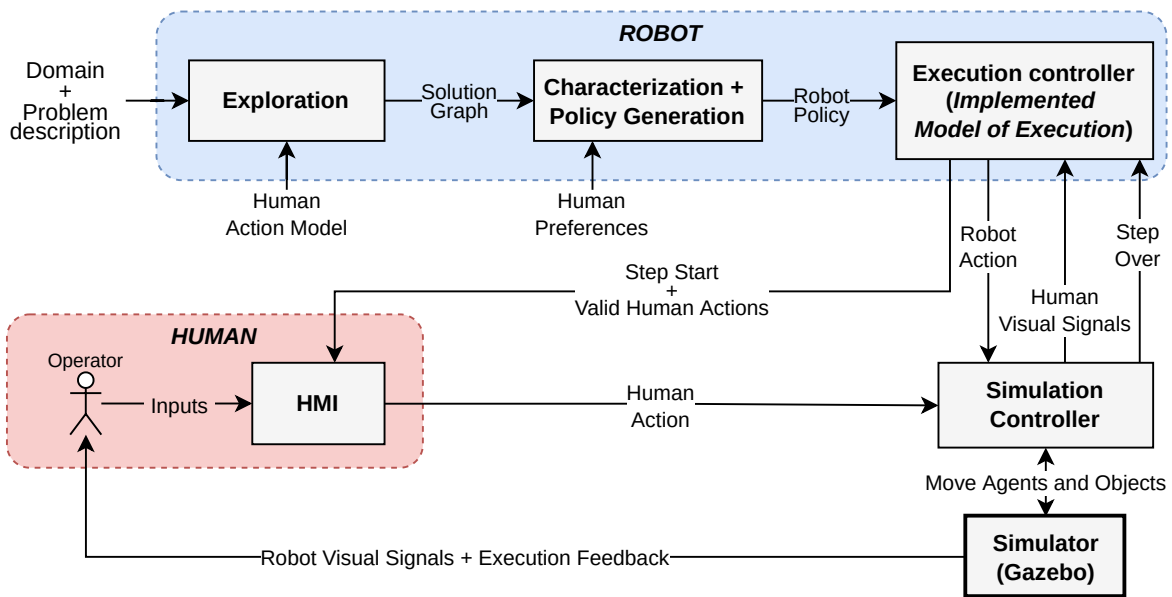 ROBOT
Domain
+
Problem
description
Exploration
Solution
Graph
Characterization +
Policy Generation
Robot
Policy
Execution controller
(Implemented
Model of Execution)
Human
Action Model
Human
Preferences
Robot
Action
Step
Over
Step Start
+
Valid Human Actions
Human
Visual Signals
HUMAN
Operator
Inputs
HMI
Human
Action
Simulation
Controller
Move Agents and Objects
Robot Visual Signals + Execution Feedback
Simulator
(Gazebo)